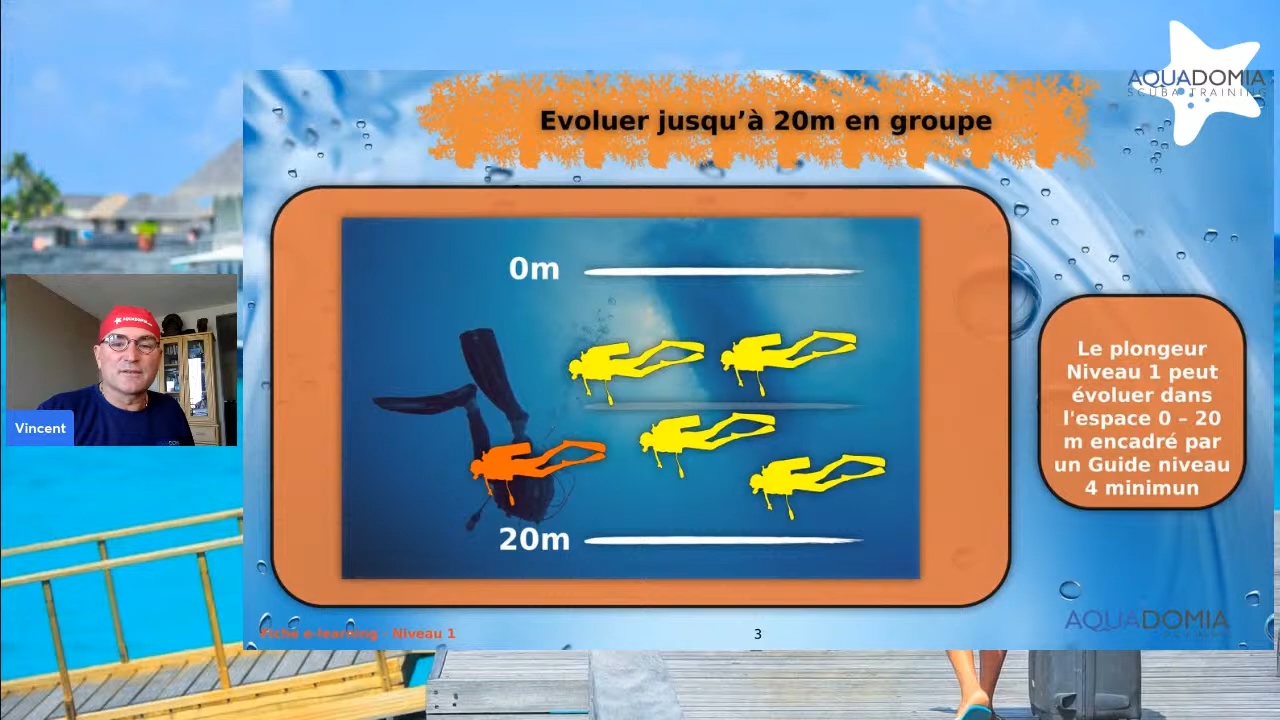 AQUADOMIA
SCUBA TRAINING
Evoluer jusqu’à 20m en groupe
0m
20m
Le plongeur
Niveau 1 peut
évoluer dans
l'espace 0 – 20
m encadré par
un Guide niveau
4 minimun
Vincent
Fiche e-learning - Niveau 1
3
AQUADOMIA